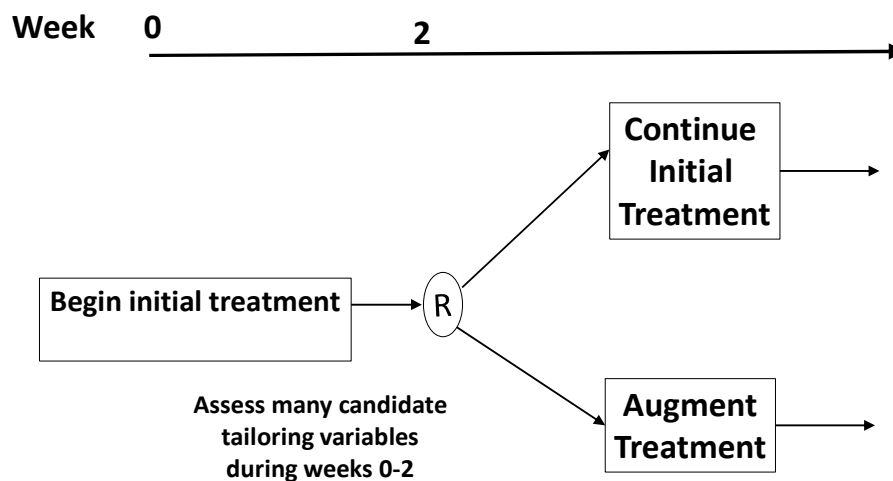 Week 0 2
Continue
Initial
Treatment
Begin initial treatment
R
Assess many candidate
tailoring variables
during weeks 0-2
Augment
Treatment